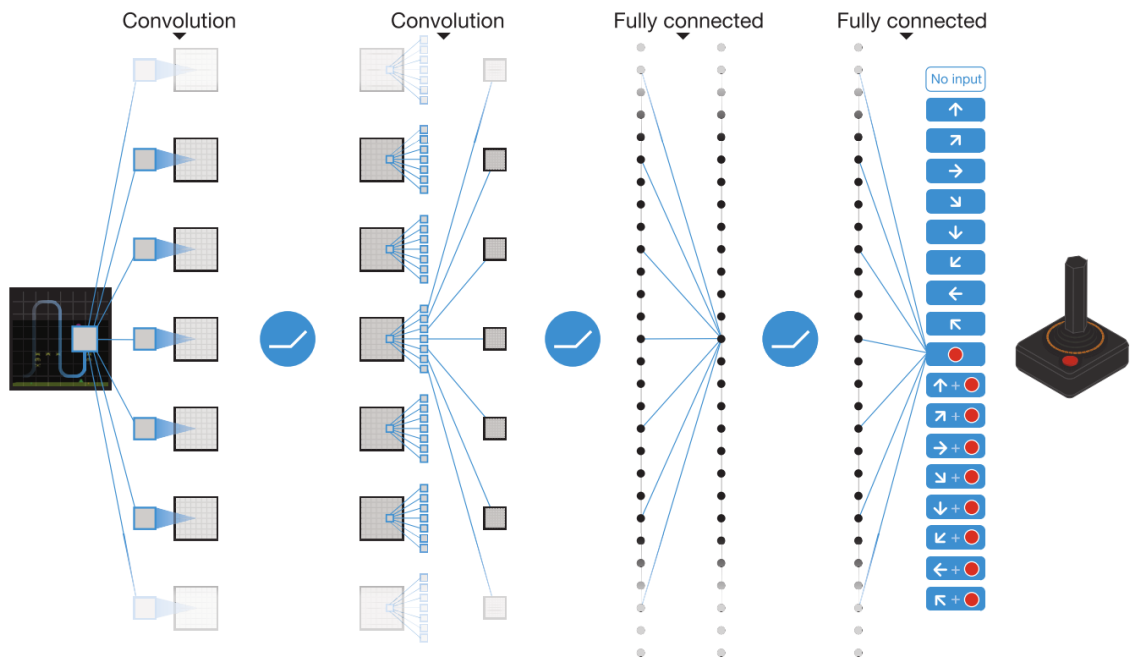 Convolution
Convolution
Fully connected
Fully connected
No input
+
+
+
+
+
+
+
+